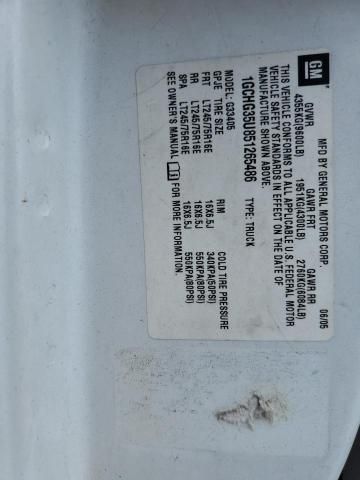 GM
MFD BY GENERAL MOTORS CORP.
06/05
GVWR GAWR FRT GAWR RR
4355KG(9600LB) 1951KG(4300LB) 2760KG(6084LB)
THIS VEHICLE CONFORMS TO ALL APPLICABLE U.S. FEDERAL MOTOR
VEHICLE SAFETY STANDARDS IN EFFECT ON THE DATE OF
MANUFACTURE SHOWN ABOVE.
1GCHG35U851265486 TYPE: TRUCK
MODEL: G33405
GPJE TIRE SIZE RIM COLD TIRE PRESSURE
FRT LT245/75R16E 16X6.5J 340KPA(50PSI)
RR LT245/75R16E 16X6.5J 550KPA(80PSI)
SPA LT245/75R16E 16X6.5J 550KPA(80PSI)
SEE OWNER'S MANUAL FOR MORE INFORMATION.